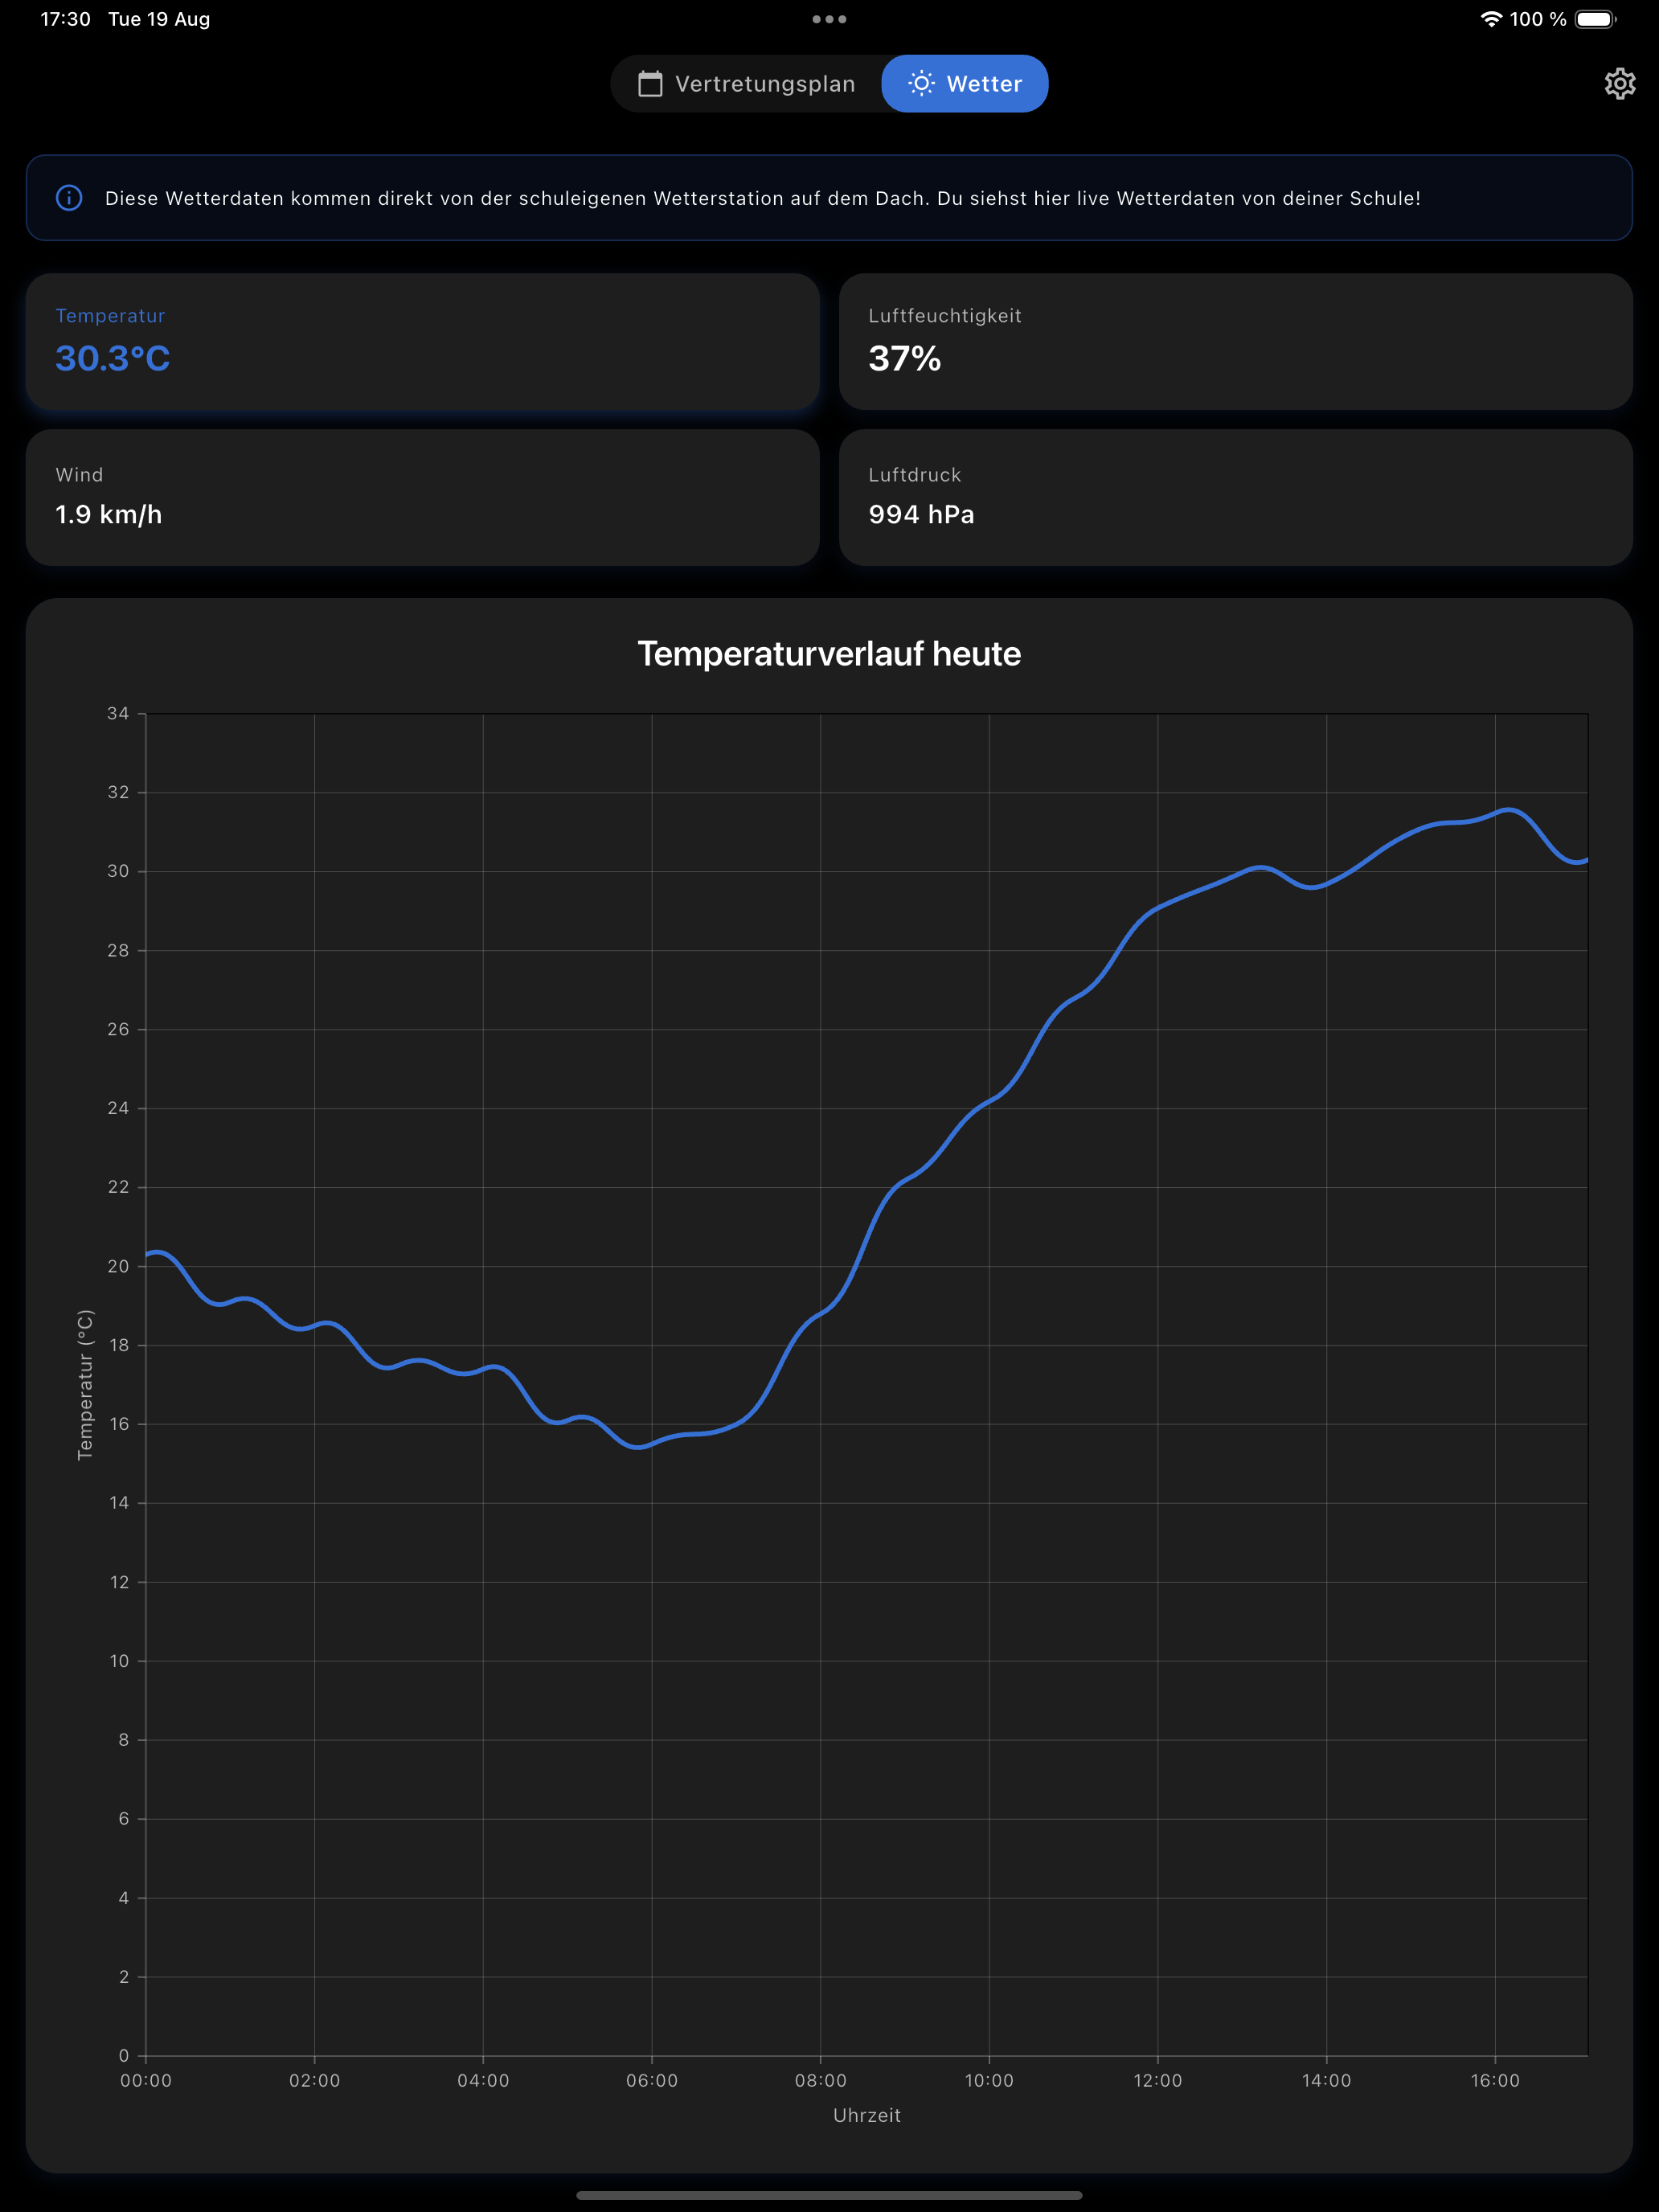 17:30 Tue 19 Aug
100 %
Vertretungsplan
Wetter
Diese Wetterdaten kommen direkt von der schuleigenen Wetterstation auf dem Dach. Du siehst hier live Wetterdaten von deiner Schule!
Temperatur
30.3°C
Luftfeuchtigkeit
37%
Wind
1.9 km/h
Luftdruck
994 hPa
Temperaturverlauf heute
34
32
30
28
26
24
22
20
18
16
14
12
10
8
6
4
2
0
Temperatur (°C)
00:00 02:00 04:00 06:00 08:00 10:00 12:00 14:00 16:00
Uhrzeit